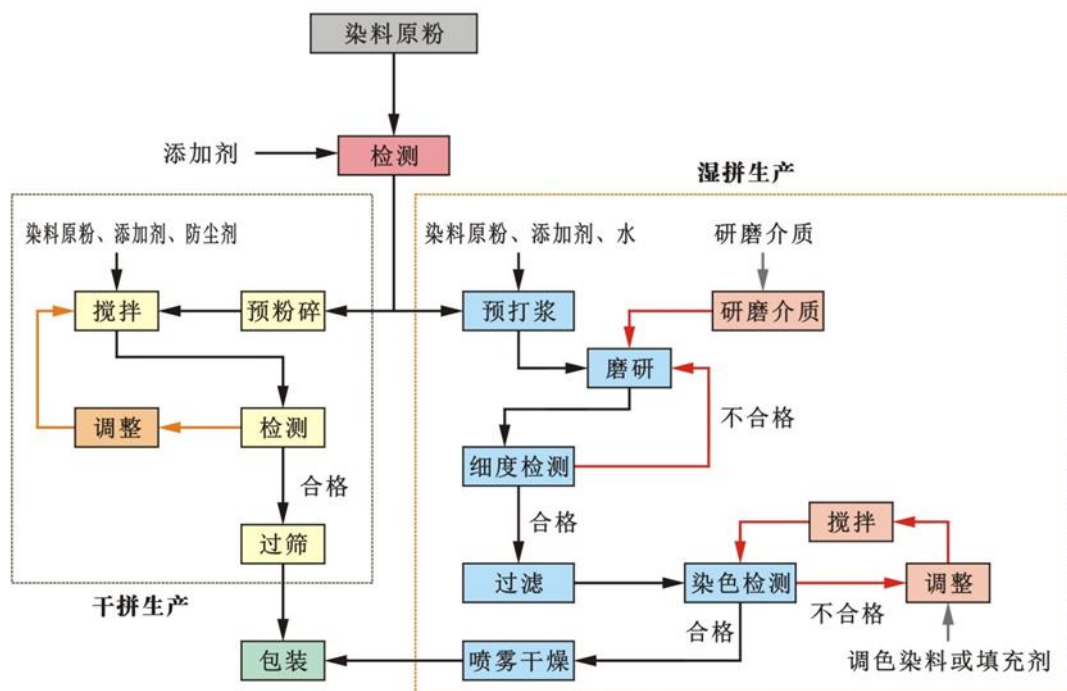 染料原粉
添加剂
检测
湿拼生产
染料原粉、添加剂、防尘剂
染料原粉、添加剂、水
研磨介质
搅拌
预粉碎
预打浆
研磨介质
磨研
调整
检测
不合格
细度检测
合格
合格
搅拌
过筛
过滤
染色检测
调整
不合格
干拼生产
合格
包装
喷雾干燥
调色染料或填充剂